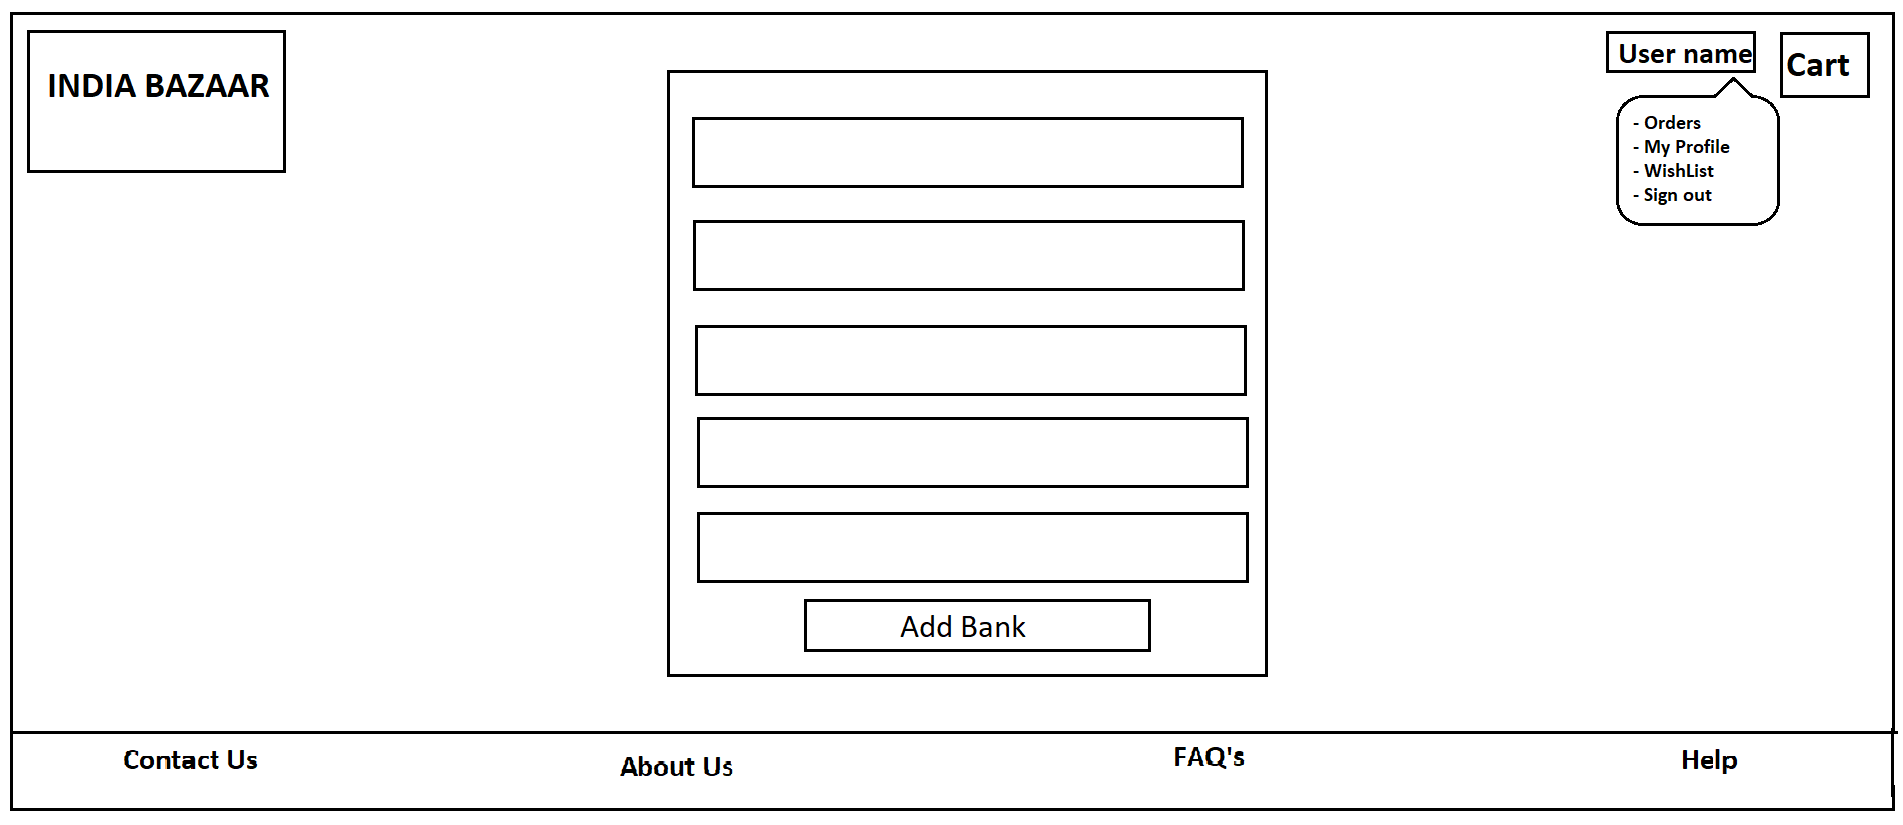 INDIA BAZAAR
User name
Cart
- Orders
- My Profile
- WishList
- Sign out
Add Bank
Contact Us
About Us
FAQ's
Help